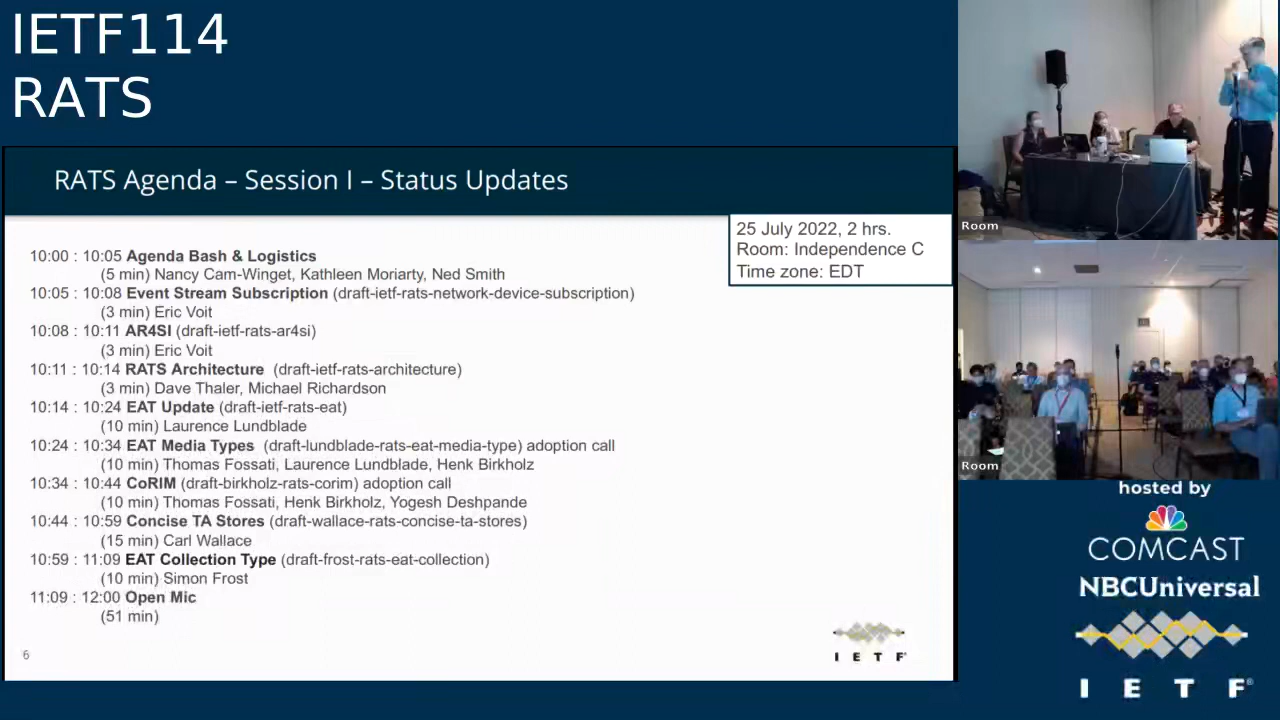 IETF114
RATS
RATS Agenda – Session I – Status Updates
25 July 2022, 2 hrs.
Room: Independence C
Time zone: EDT
10:00 : 10:05 Agenda Bash & Logistics
(5 min) Nancy Cam-Winget, Kathleen Moriarty, Ned Smith
10:05 : 10:08 Event Stream Subscription (draft-ietf-rats-network-device-subscription)
(3 min) Eric Voit
10:08 : 10:11 AR4SI (draft-ietf-rats-ar4si)
(3 min) Eric Voit
10:11 : 10:14 RATS Architecture (draft-ietf-rats-architecture)
(3 min) Dave Thaler, Michael Richardson
10:14 : 10:24 EAT Update (draft-ietf-rats-eat)
(10 min) Laurence Lundblade
10:24 : 10:34 EAT Media Types (draft-lundblade-rats-eat-media-type) adoption call
(10 min) Thomas Fossati, Laurence Lundblade, Henk Birkholz
10:34 : 10:44 CoRIM (draft-birkholz-rats-corim) adoption call
(10 min) Thomas Fossati, Henk Birkholz, Yogesh Deshpande
10:44 : 10:59 Concise TA Stores (draft-wallace-rats-concise-ta-stores)
(15 min) Carl Wallace
10:59 : 11:09 EAT Collection Type (draft-frost-rats-eat-collection)
(10 min) Simon Frost
11:09 : 12:00 Open Mic
(51 min)
6
I E T F®
Room
Room
hosted by
COMCAST
NBCUniversal
I E T F®